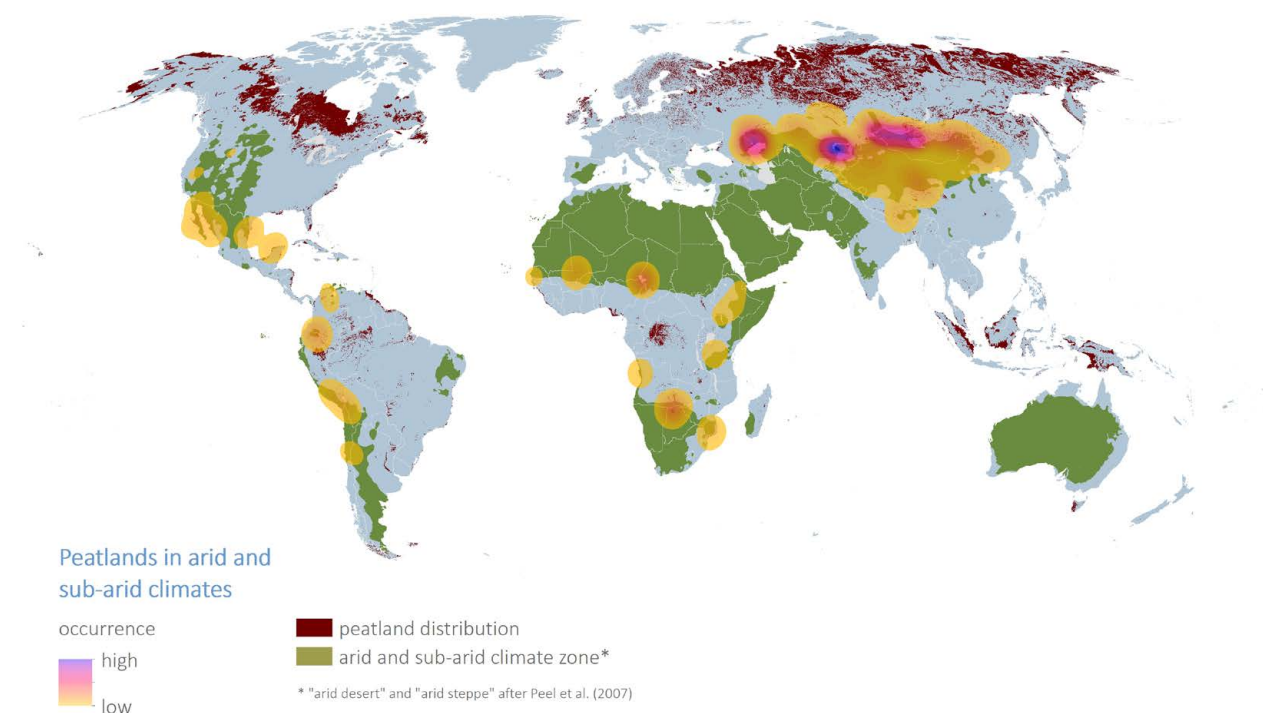 Peatlands in arid and
sub-arid climates
occurrence
high
low
peatland distribution
arid and sub-arid climate zone*
* "arid desert" and "arid steppe" after Peel et al. (2007)